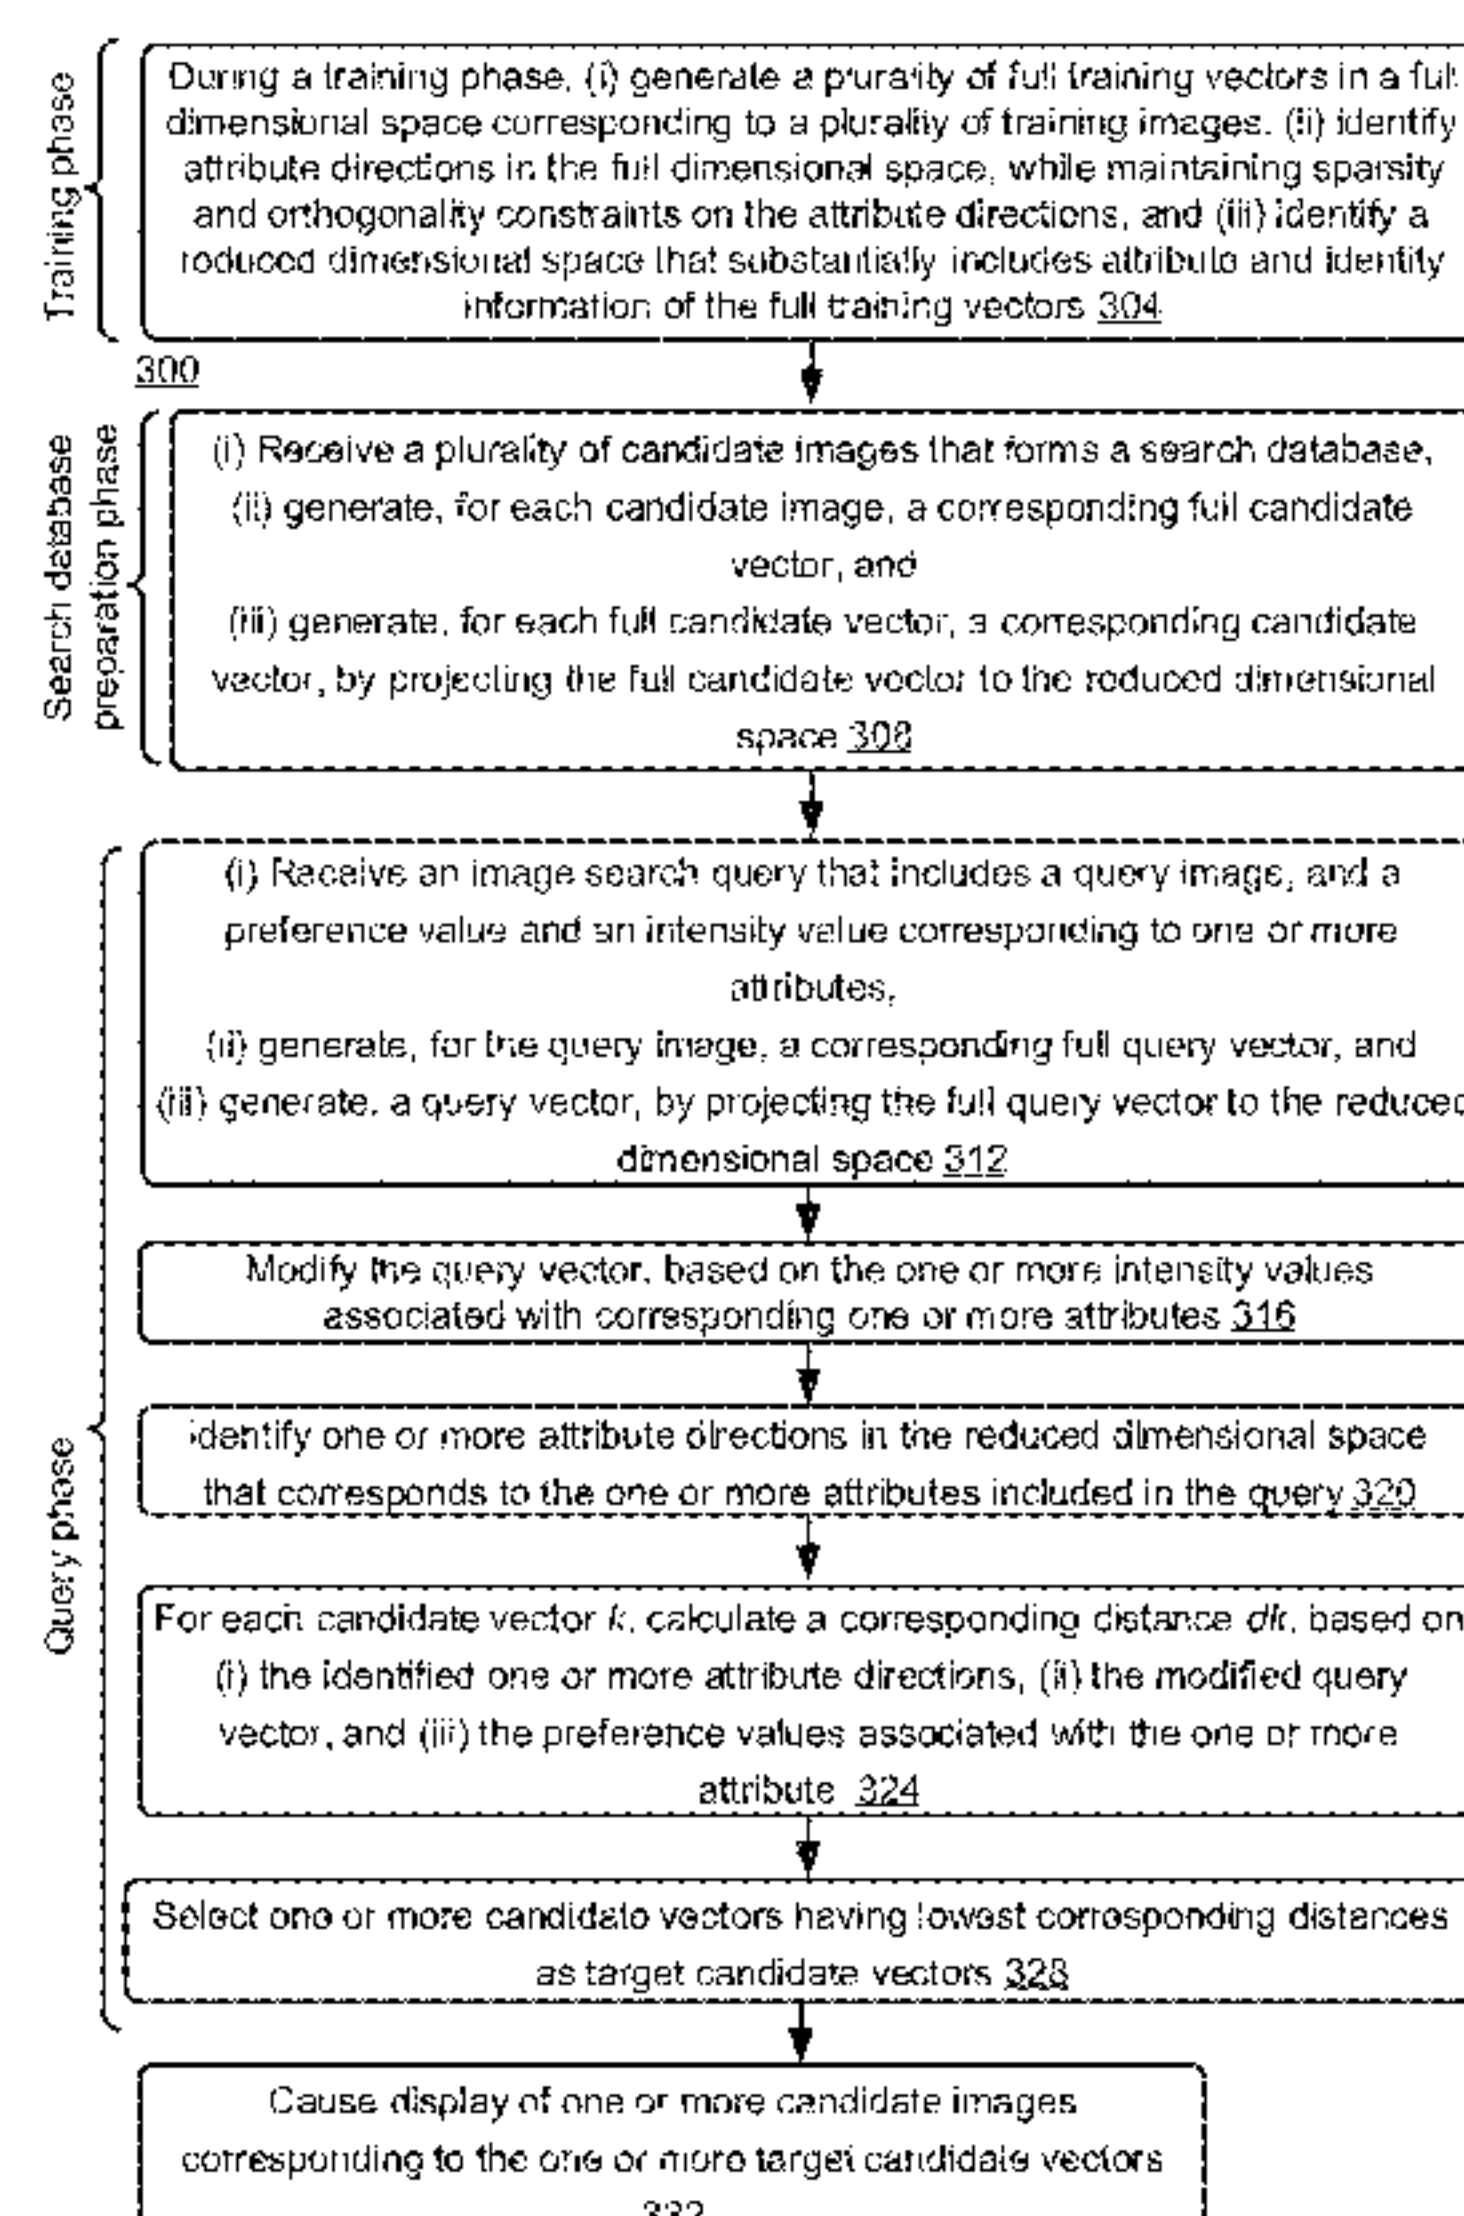 Training phase
During a training phase, (i) generate a plurality of full training vectors in a full
dimensional space corresponding to a plurality of training images, (ii) identify
attribute directions in the full dimensional space, while maintaining sparsity
and orthogonality constraints on the attribute directions, and (iii) identify a
reduced dimensional space that substantially includes attribute and identity
information of the full training vectors 304
300
Search database
preparation phase
(i) Receive a plurality of candidate images that forms a search database,
(ii) generate, for each candidate image, a corresponding full candidate
vector, and
(iii) generate, for each full candidate vector, a corresponding candidate
vector, by projecting the full candidate vector to the reduced dimensional
space 308
Query phase
(i) Receive an image search query that includes a query image, and a
preference value and an intensity value corresponding to one or more
attributes,
(ii) generate, for the query image, a corresponding full query vector, and
(iii) generate, a query vector, by projecting the full query vector to the reduced
dimensional space 312
Modify the query vector, based on the one or more intensity values
associated with corresponding one or more attributes 316
Identify one or more attribute directions in the reduced dimensional space
that corresponds to the one or more attributes included in the query 320
For each candidate vector k, calculate a corresponding distance dk, based on
(i) the identified one or more attribute directions, (ii) the modified query
vector, and (iii) the preference values associated with the one or more
attribute 324
Select one or more candidate vectors having lowest corresponding distances
as target candidate vectors 328
Cause display of one or more candidate images
corresponding to the one or more target candidate vectors
332